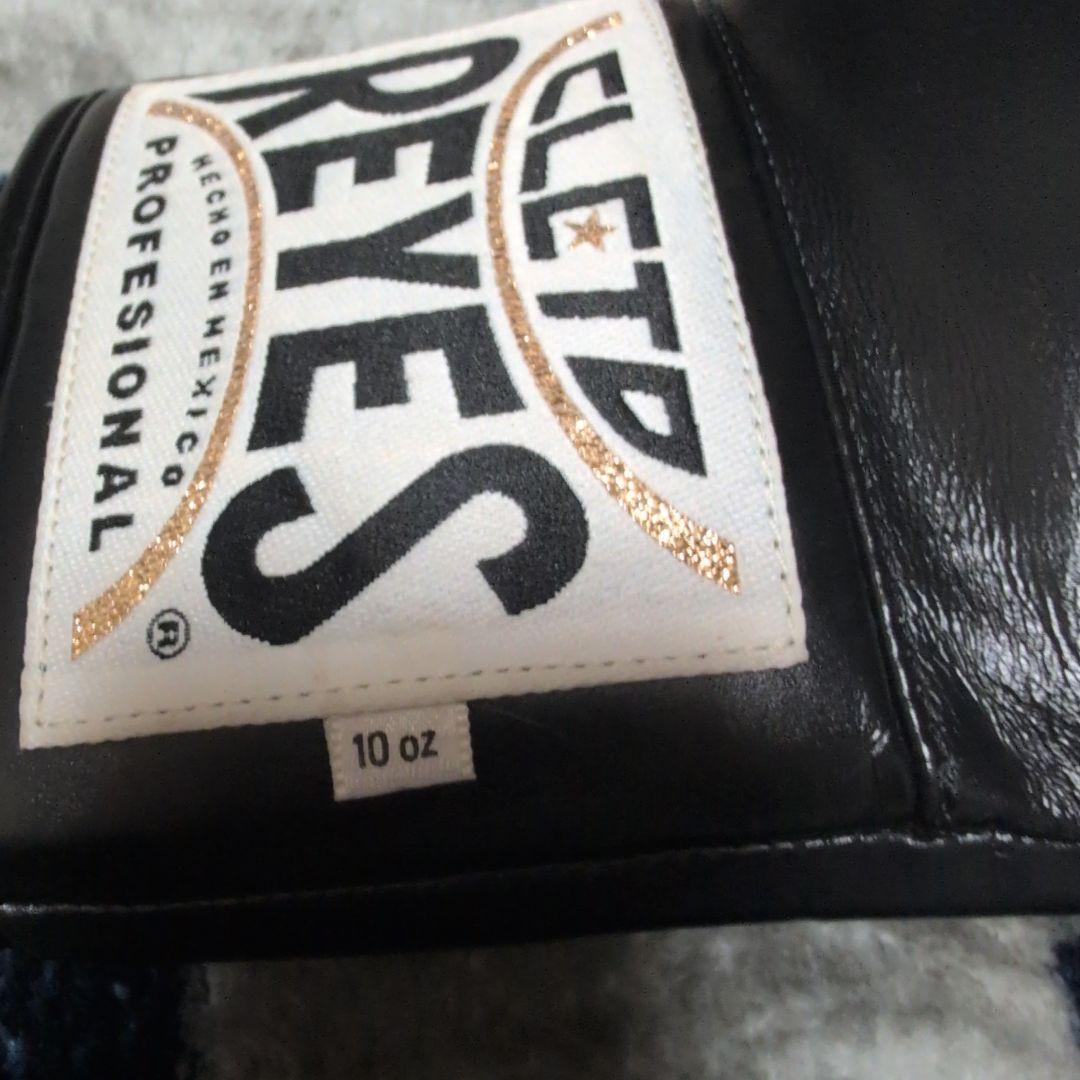 CLETO
REYES
HECHO EN MEXICO
PROFESIONAL
®
10 oz